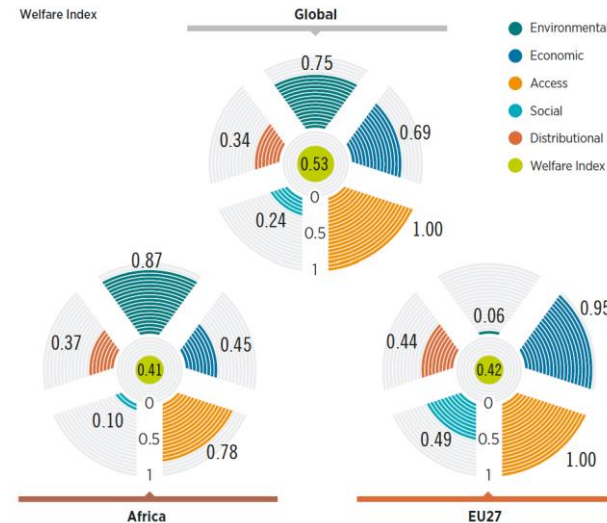 Welfare Index
Global
Environmental
Economic
Access
Social
Distributional
Welfare Index
0.75
0.69
0.34
0.53
0.24
1.00
0
0.5
1
0.87
0.45
0.37
0.41
0.10
0.78
0
0.5
1
Africa
0.06
0.95
0.44
0.42
0.49
1.00
0
0.5
1
EU27